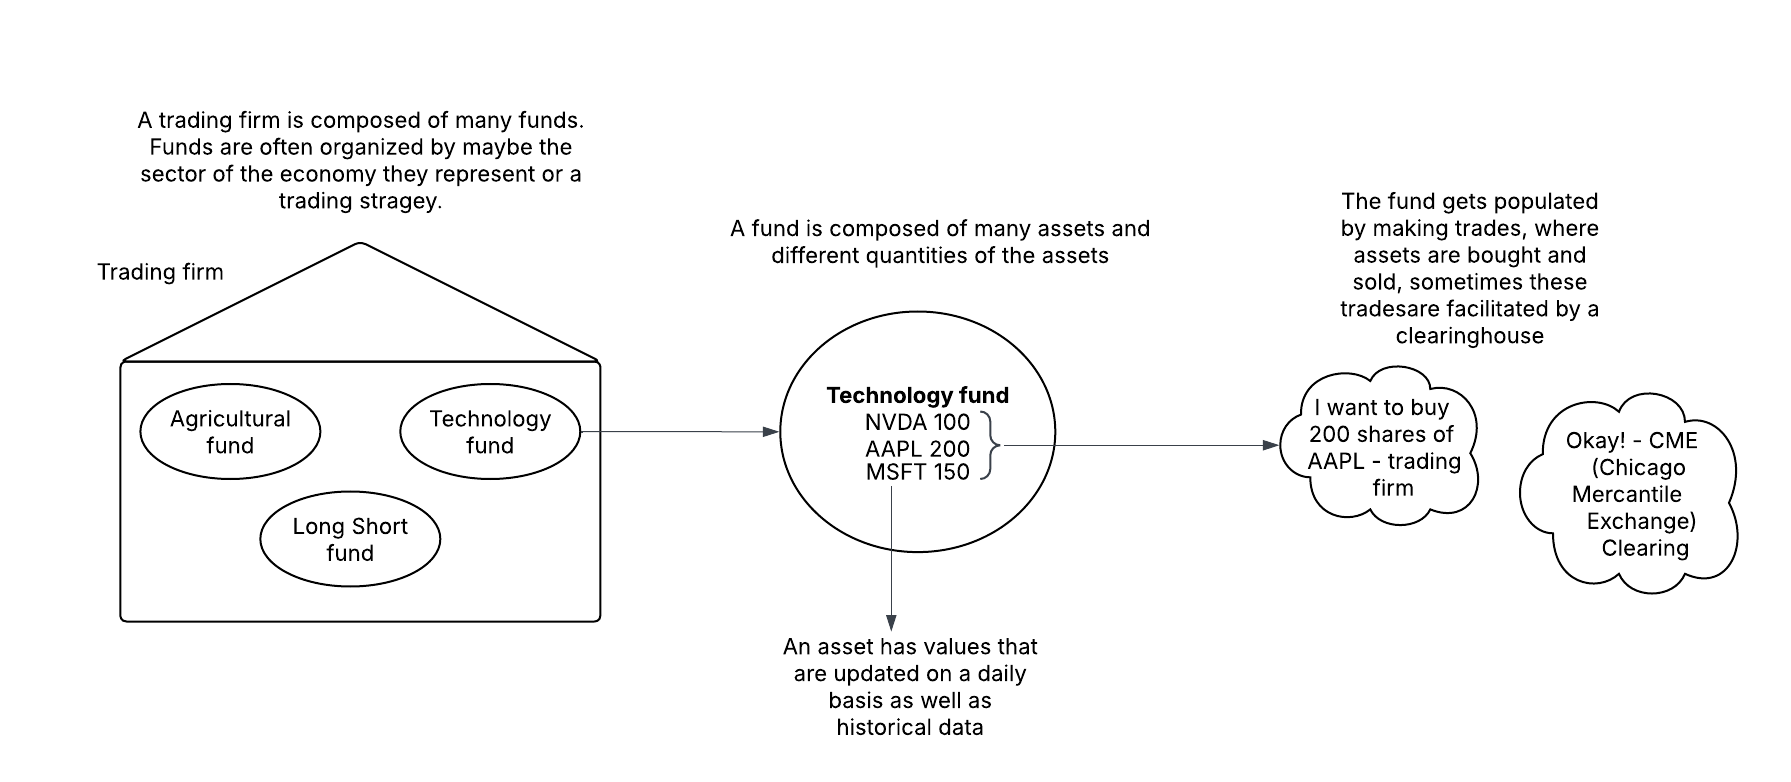 A trading firm is composed of many funds.
Funds are often organized by maybe the
sector of the economy they represent or a
trading stragey.
Trading firm
Agricultural
fund
Technology
fund
Long Short
fund
A fund is composed of many assets and
different quantities of the assets
Technology fund
NVDA 100
AAPL 200
MSFT 150
An asset has values that
are updated on a daily
basis as well as
historical data
The fund gets populated
by making trades, where
assets are bought and
sold, sometimes these
tradesare facilitated by a
clearinghouse
I want to buy
200 shares of
AAPL - trading
firm
Okay! - CME
(Chicago
Mercantile
Exchange)
Clearing